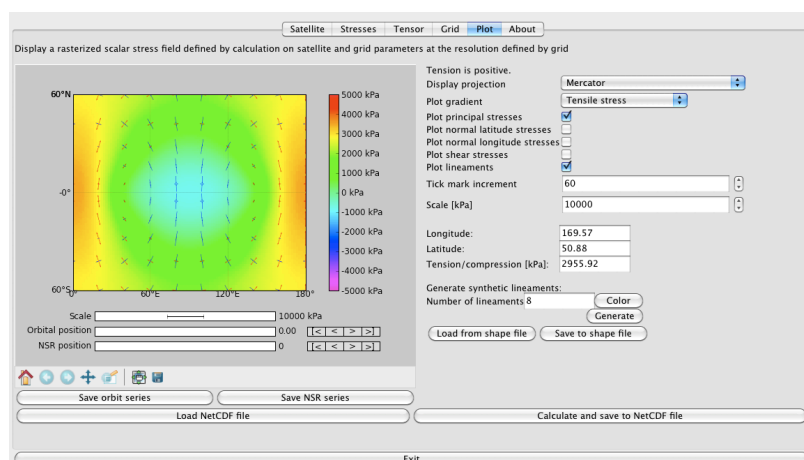 Satellite Stresses Tensor Grid Plot About
Display a rasterized scalar stress field defined by calculation on satellite and grid parameters at the resolution defined by grid
60°N
-0°
60°S
0°
60°E
120°E
180°
5000 kPa
4000 kPa
3000 kPa
2000 kPa
1000 kPa
0 kPa
-1000 kPa
-2000 kPa
-3000 kPa
-4000 kPa
-5000 kPa
Scale 10000 kPa
Orbital position 0.00 [< < > >]
NSR position 0 [< < > >]
Save orbit series Save NSR series
Load NetCDF file
Tension is positive.
Display projection Mercator
Plot gradient Tensile stress
Plot principal stresses
Plot normal latitude stresses
Plot normal longitude stresses
Plot shear stresses
Plot lineaments
Tick mark increment 60
Scale [kPa] 10000
Longitude: 169.57
Latitude: 50.88
Tension/compression [kPa]: 2955.92
Generate synthetic lineaments:
Number of lineaments 8 Color
Generate
Load from shape file Save to shape file
Calculate and save to NetCDF file
Exit